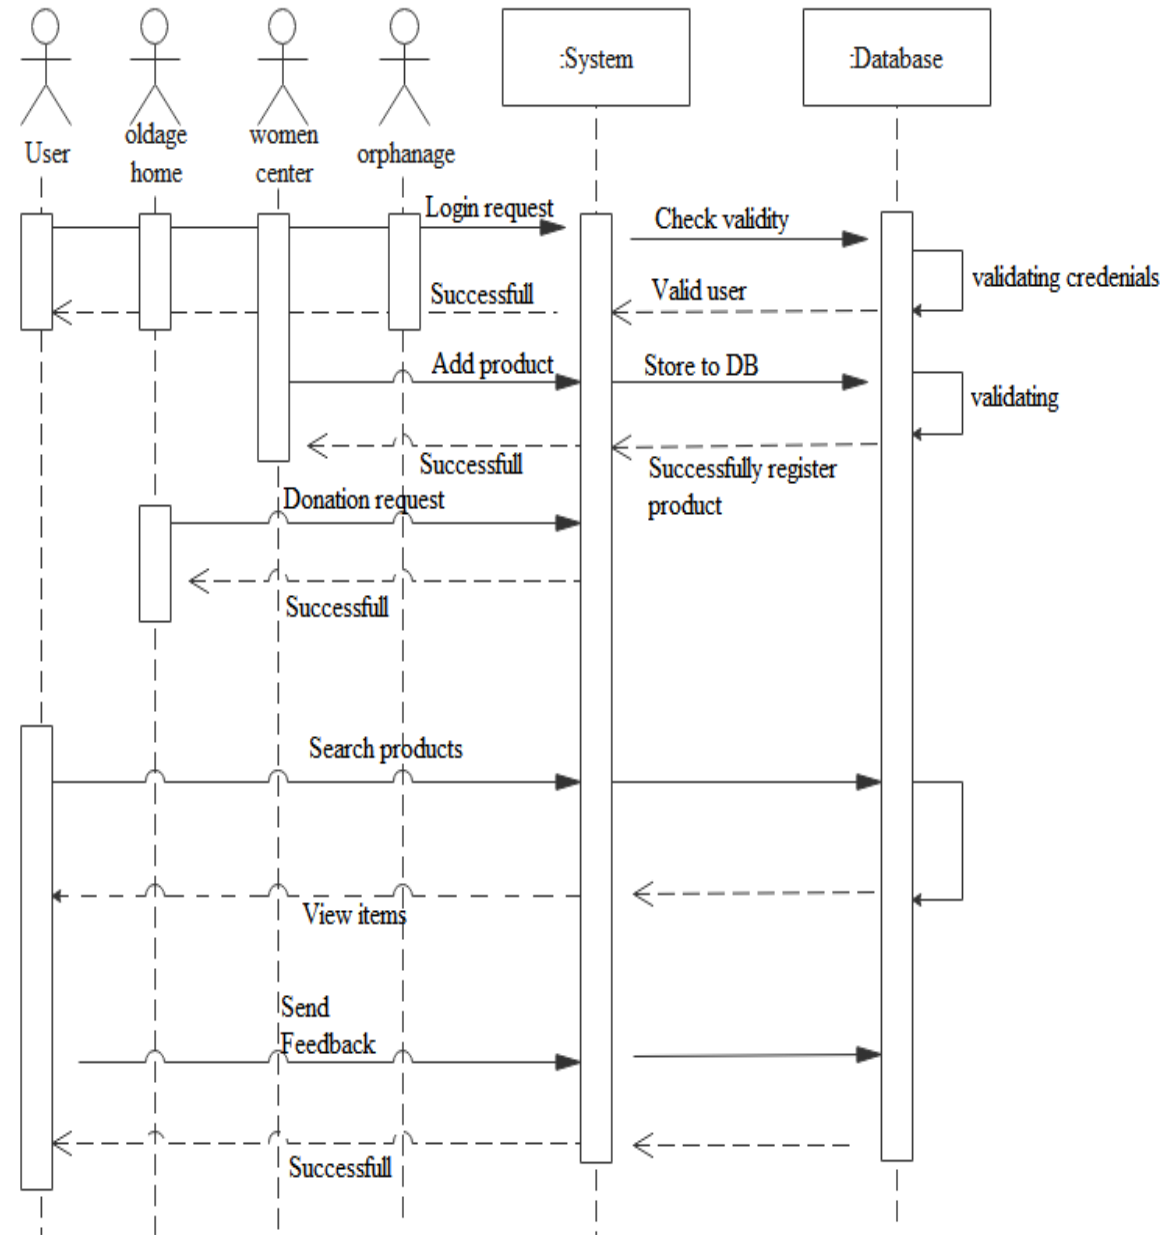 :System
:Database
User
oldage
home
women
center
orphanage
Login request
Check validity
validating credenials
Successfull
Valid user
Add product
Store to DB
validating
Successfull
Successfully register
product
Donation request
Successfull
Search products
View items
Send
Feedback
Successfull